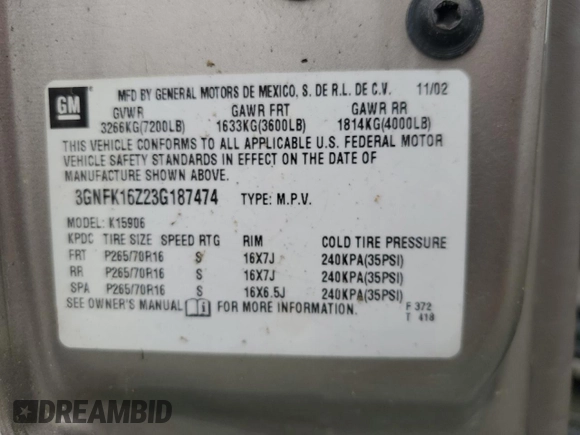 GM
MFD BY GENERAL MOTORS DE MEXICO, S. DE R.L. DE C.V. 11/02
GVWR GAWR FRT GAWR RR
3266KG(7200LB) 1633KG(3600LB) 1814KG(4000LB)
THIS VEHICLE CONFORMS TO ALL APPLICABLE U.S. FEDERAL MOTOR
VEHICLE SAFETY STANDARDS IN EFFECT ON THE DATE OF
MANUFACTURE SHOWN ABOVE.
3GNFK16Z23G187474 TYPE: M.P.V.
MODEL: K15906
KPDC TIRE SIZE SPEED RTG RIM COLD TIRE PRESSURE
FRT P265/70R16 S 16X7J 240KPA(35PSI)
RR P265/70R16 S 16X7J 240KPA(35PSI)
SPA P265/70R16 S 16X6.5J 240KPA(35PSI)
SEE OWNER'S MANUAL FOR MORE INFORMATION.
F 372
T 418
DREAMBID